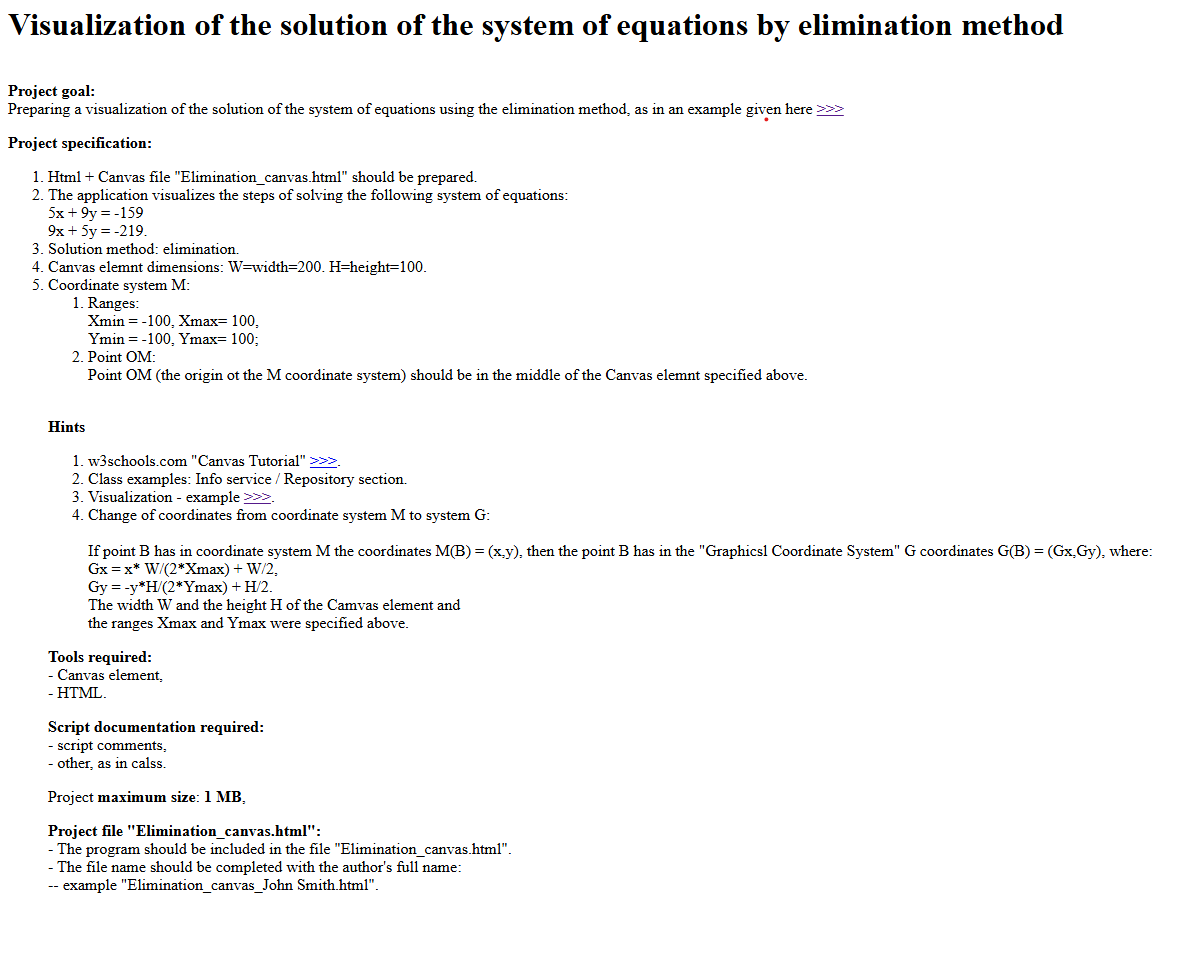 Visualization of the solution of the system of equations by elimination method
Project goal:
Preparing a visualization of the solution of the system of equations using the elimination method, as in an example given here >>>
Project specification:
1. Html + Canvas file "Elimination_canvas.html" should be prepared.
2. The application visualizes the steps of solving the following system of equations:
5x + 9y = -159
9x + 5y = -219.
3. Solution method: elimination.
4. Canvas elemnt dimensions: W=width=200. H=height=100.
5. Coordinate system M:
1. Ranges:
Xmin = -100, Xmax= 100,
Ymin = -100, Ymax= 100;
2. Point OM:
Point OM (the origin ot the M coordinate system) should be in the middle of the Canvas elemnt specified above.
Hints
1. w3schools.com "Canvas Tutorial" >>>.
2. Class examples: Info service / Repository section.
3. Visualization - example >>>.
4. Change of coordinates from coordinate system M to system G:
If point B has in coordinate system M the coordinates M(B) = (x,y), then the point B has in the "Graphicsl Coordinate System" G coordinates G(B) = (Gx,Gy), where:
Gx = x* W/(2*Xmax) + W/2,
Gy = -y*H/(2*Ymax) + H/2.
The width W and the height H of the Camvas element and
the ranges Xmax and Ymax were specified above.
Tools required:
- Canvas element,
- HTML.
Script documentation required:
- script comments,
- other, as in calss.
Project maximum size: 1 MB,
Project file "Elimination_canvas.html":
- The program should be included in the file "Elimination_canvas.html".
- The file name should be completed with the author's full name:
-- example "Elimination_canvas_John Smith.html".